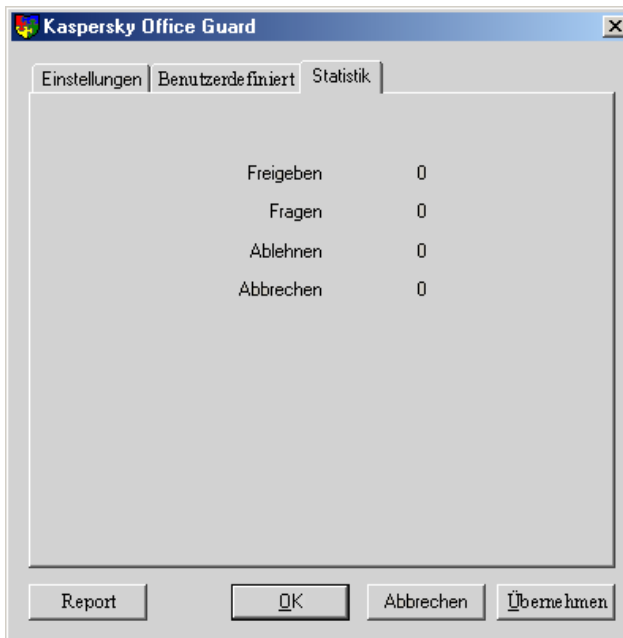 Kaspersky Office Guard
Einstellungen Benutzerdefiniert Statistik
Freigeben 0
Fragen 0
Ablehnen 0
Abbrechen 0
Report OK Abbrechen Übernehmen